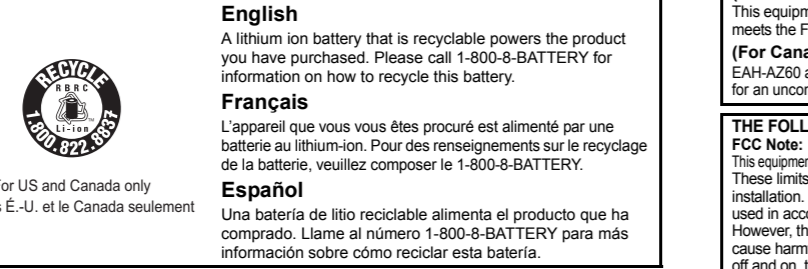 RECYCLE
RBRC
Li-ion
1.800.822.8837
or US and Canada only
É.-U. et le Canada seulement
English
A lithium ion battery that is recyclable powers the product
you have purchased. Please call 1-800-8-BATTERY for
information on how to recycle this battery.
Français
L'appareil que vous vous êtes procuré est alimenté par une
batterie au lithium-ion. Pour des renseignements sur le recyclage
de la batterie, veuillez composer le 1-800-8-BATTERY.
Español
Una batería de litio reciclable alimenta el producto que ha
comprado. Llame al número 1-800-8-BATTERY para más
información sobre cómo reciclar esta batería.
This equipm
meets the F
(For Cana
EAH-AZ60 a
for an uncon
THE FOLL
FCC Note:
This equipmen
These limits
installation.
used in acco
However, th
cause harm
off and on, t